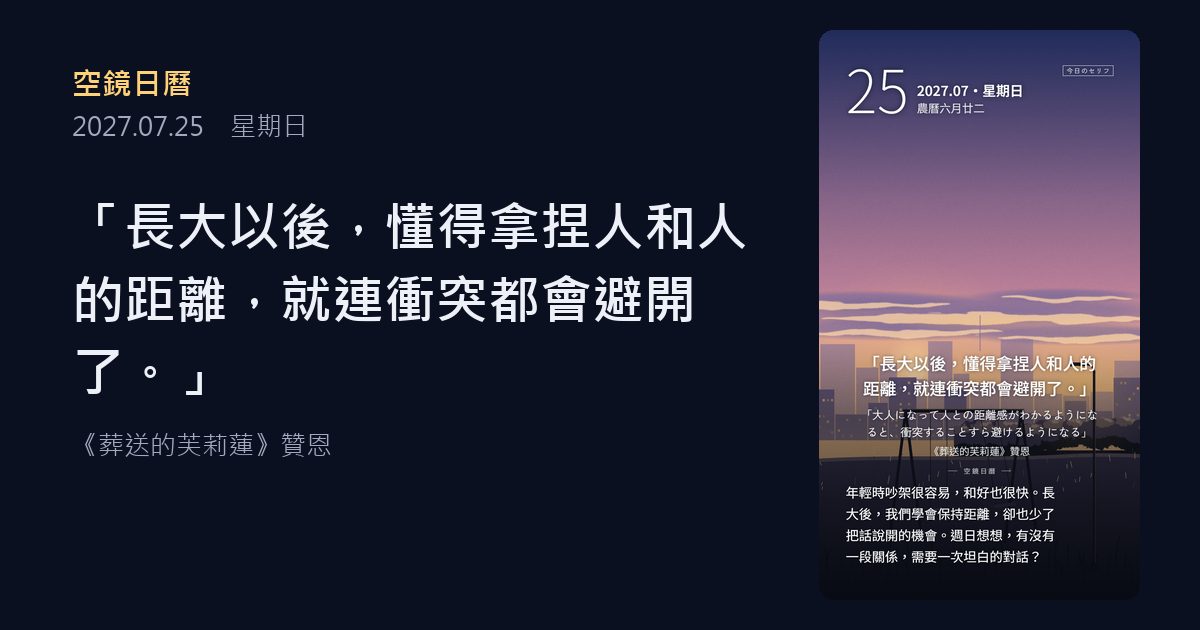 空鏡日曆
2027.07.25 星期日
「長大以後，懂得拿捏人和人
的距離，就連衝突都會避開
了。」
《葬送的芙莉蓮》贊恩
今日のセリフ
25
2027.07・星期日
農曆六月廿二
「長大以後，懂得拿捏人和人的
距離，就連衝突都會避開了。」
「大人になって人との距離感がわかるようにな
ると、衝突することすら避けるようになる」
《葬送的芙莉蓮》贊恩
— 空鏡日曆 —
年輕時吵架很容易，和好也很快。長
大後，我們學會保持距離，卻也少了
把話說開的機會。週日想想，有沒有
一段關係，需要一次坦白的對話？